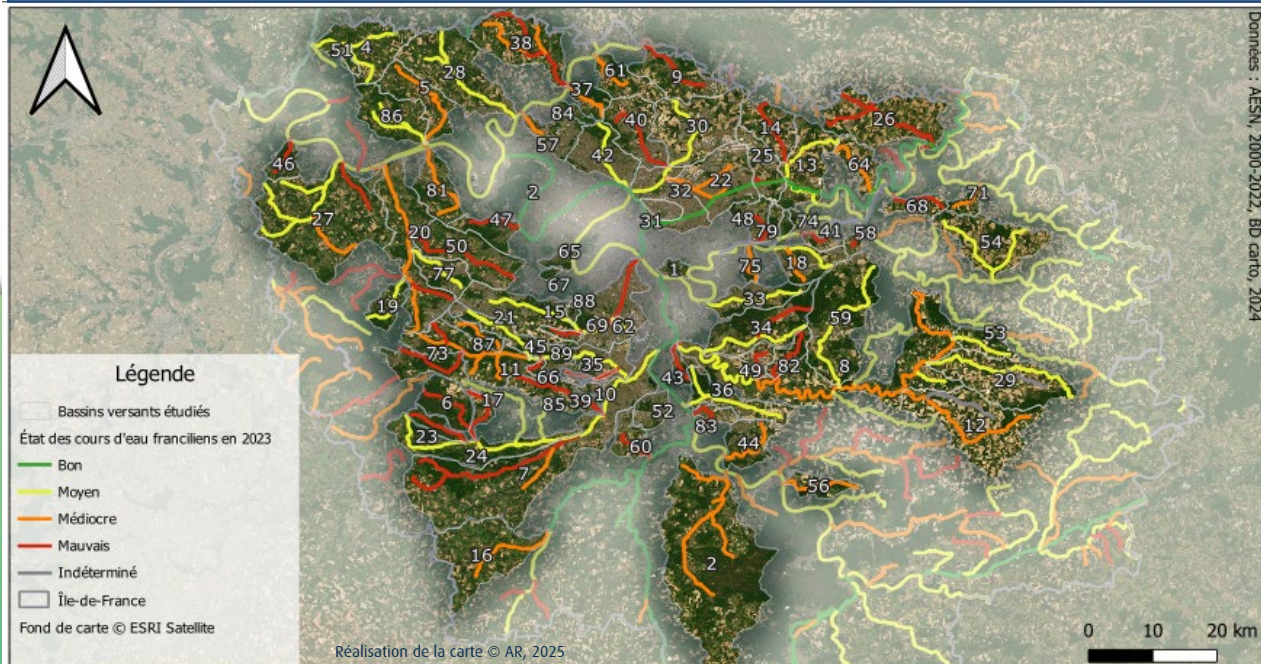 Données : AESN, 2000-2022, BD carto, 2024
51 4 38
28 61 9
5 37
86 84 40 30 14 26
57 42 25 13 64
46 32 22
81 2 68 71
27 47 31 48 74
20 50 65 79 41 58 54
77 67 1 75 18
19 15 88 33
21 69 62 34 59 53
73 87 45 89 35 49 82 8 29
11 66 43 36
6 17 85 39 10 52 83 12
23 24 60 44
7 56
16 2
Légende
Bassins versants étudiés
État des cours d'eau franciliens en 2023
Bon
Moyen
Médiocre
Mauvais
Indéterminé
Île-de-France
Fond de carte © ESRI Satellite
Réalisation de la carte © AR, 2025
0 10 20 km